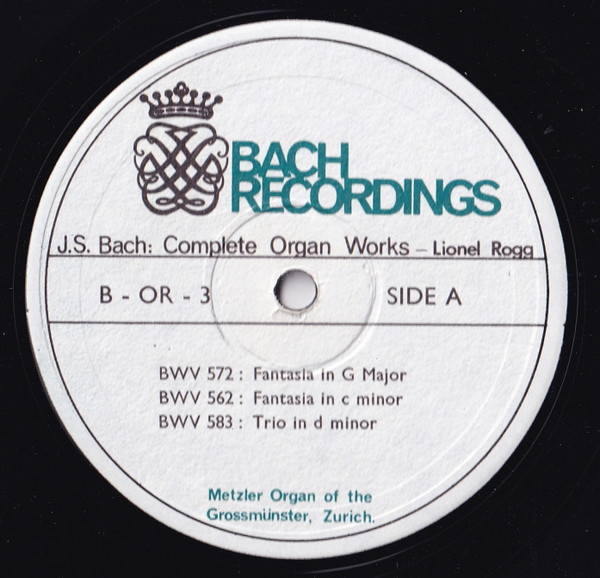 BACH
RECORDINGS
J.S. Bach: Complete Organ Works – Lionel Rogg
B - OR - 3 SIDE A
BWV 572 : Fantasia in G Major
BWV 562 : Fantasia in c minor
BWV 583 : Trio in d minor
Metzler Organ of the
Grossmünster, Zurich.